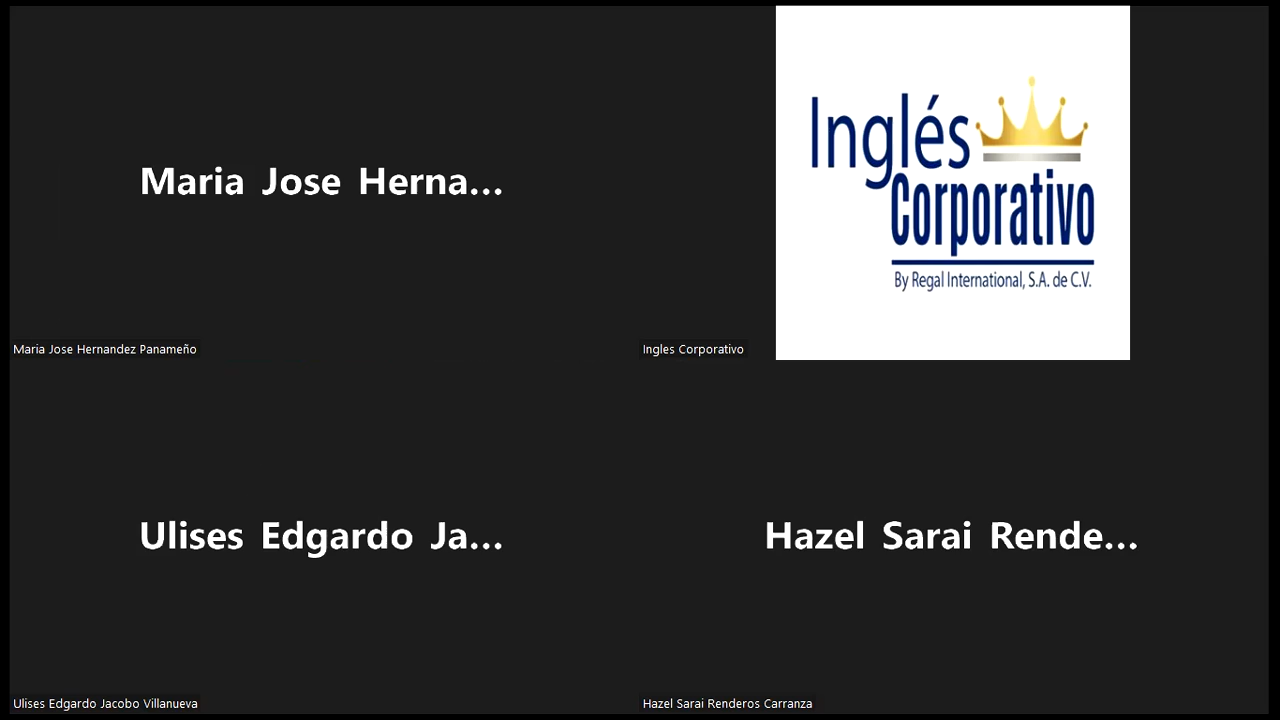 Maria Jose Herna...
Inglés
Corporativo
By Regal International, S.A. de C.V.
Maria Jose Hernandez Panameño
Ingles Corporativo
Ulises Edgardo Ja...
Hazel Sarai Rende...
Ulises Edgardo Jacobo Villanueva
Hazel Sarai Renderos Carranza